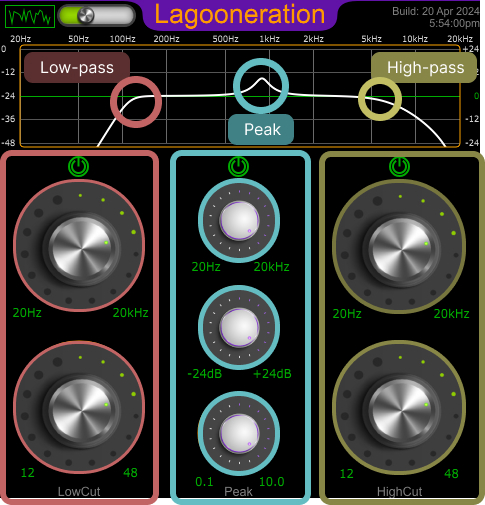 Lagooneration
Build: 20 Apr 2024
5:54:00pm
20Hz 50Hz 100Hz 200Hz 500Hz 1kHz 2kHz 5kHz 10kHz 20kHz
0 +24
-12
Low-pass High-pass
-24 0
-36 -12
Peak
-48 -24
20Hz 20kHz 20Hz 20kHz 20Hz 20kHz
-24dB +24dB
12 48 0.1 10.0 12 48
LowCut Peak HighCut